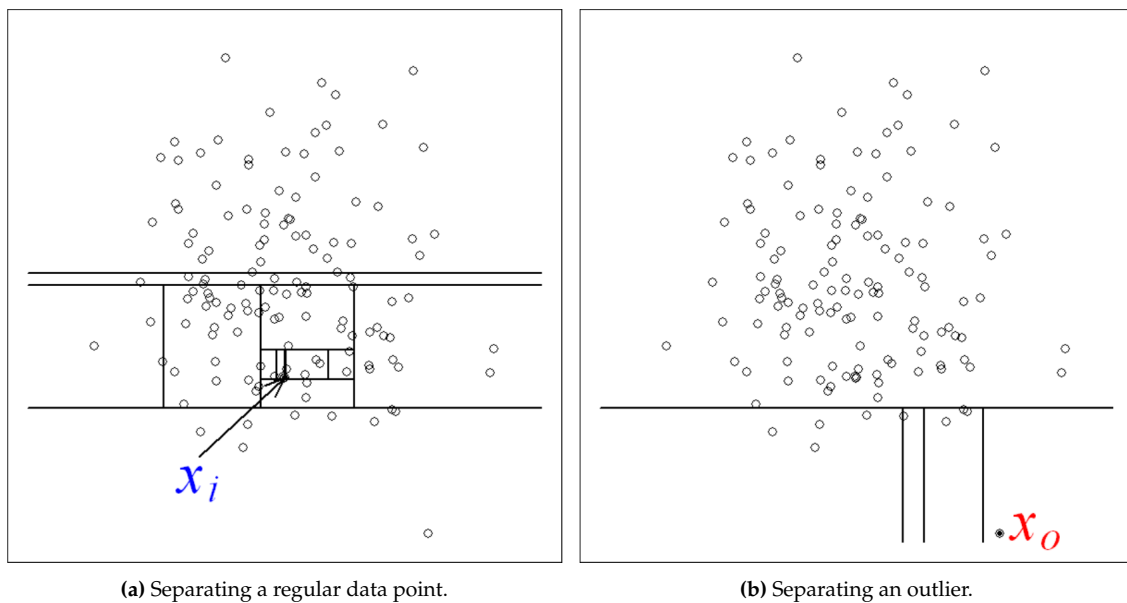 x_i
x_o
(a) Separating a regular data point.
(b) Separating an outlier.